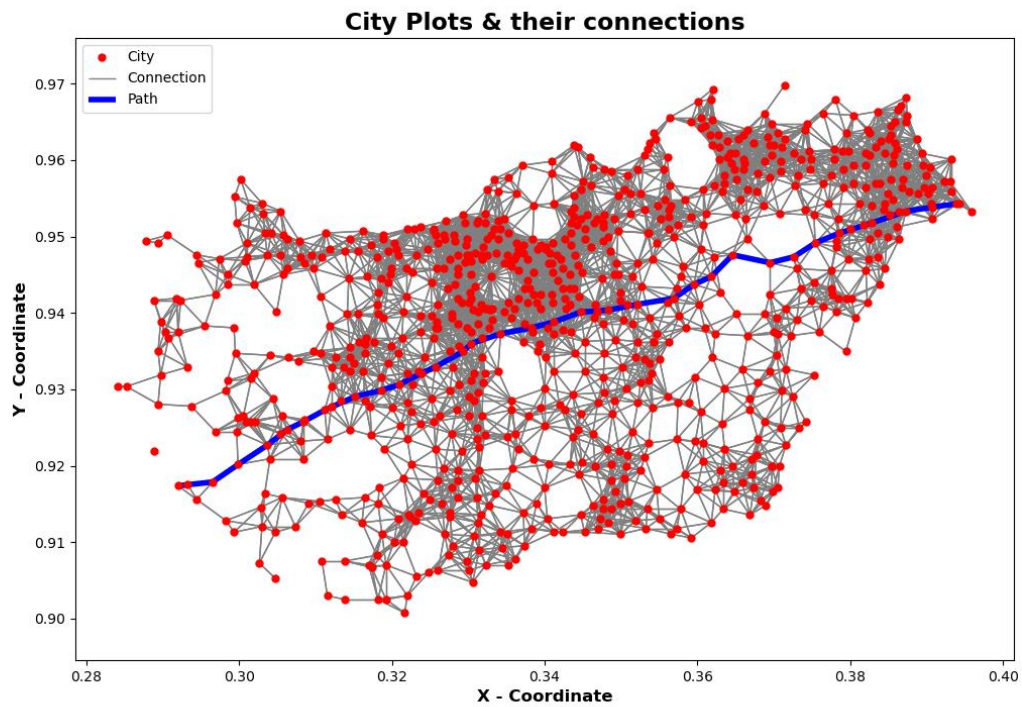 City Plots & their connections
City
Connection
Path
0.97
0.96
0.95
0.94
0.93
0.92
0.91
0.90
Y - Coordinate
0.28 0.30 0.32 0.34 0.36 0.38 0.40
X - Coordinate